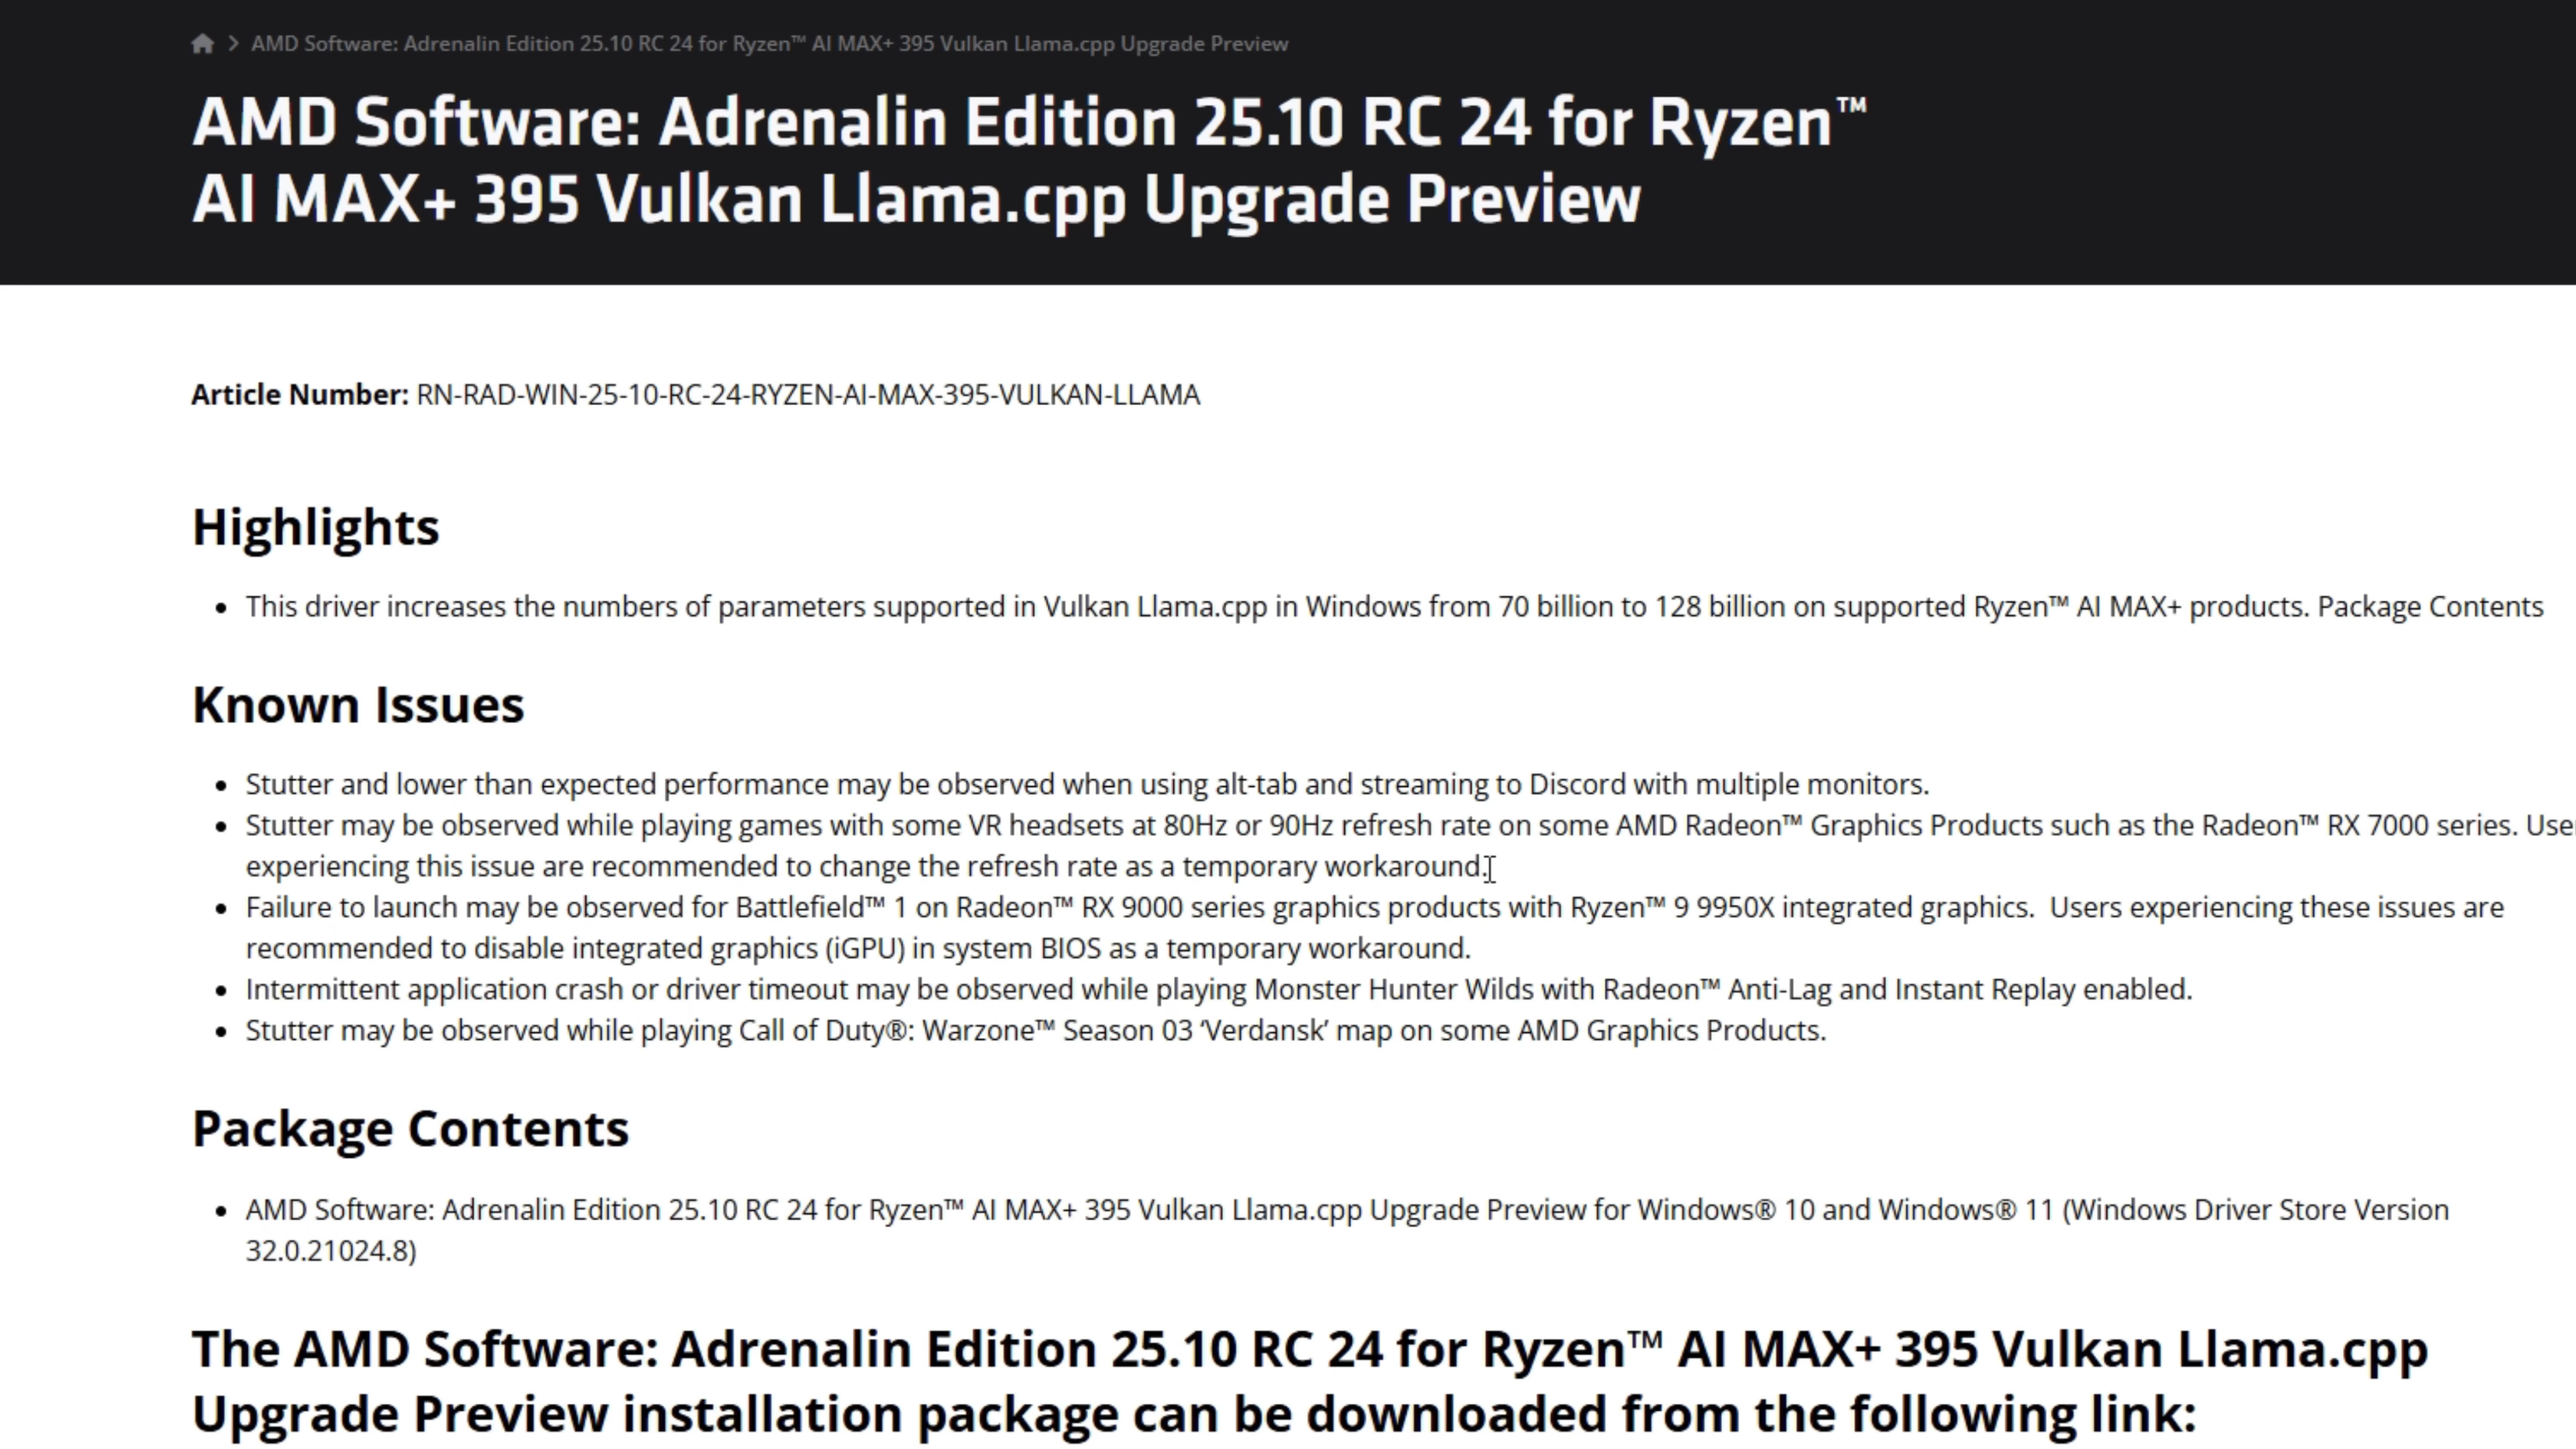 AMD Software: Adrenalin Edition 25.10 RC 24 for Ryzen™ AI MAX+ 395 Vulkan Llama.cpp Upgrade Preview
AMD Software: Adrenalin Edition 25.10 RC 24 for Ryzen™
AI MAX+ 395 Vulkan Llama.cpp Upgrade Preview
Article Number: RN-RAD-WIN-25-10-RC-24-RYZEN-AI-MAX-395-VULKAN-LLAMA
Highlights
• This driver increases the numbers of parameters supported in Vulkan Llama.cpp in Windows from 70 billion to 128 billion on supported Ryzen™ AI MAX+ products. Package Contents
Known Issues
• Stutter and lower than expected performance may be observed when using alt-tab and streaming to Discord with multiple monitors.
• Stutter may be observed while playing games with some VR headsets at 80Hz or 90Hz refresh rate on some AMD Radeon™ Graphics Products such as the Radeon™ RX 7000 series.
experiencing this issue are recommended to change the refresh rate as a temporary workaround.
• Failure to launch may be observed for Battlefield™ 1 on Radeon™ RX 9000 series graphics products with Ryzen™ 9 9950X integrated graphics.  Users experiencing these issues are
recommended to disable integrated graphics (iGPU) in system BIOS as a temporary workaround.
• Intermittent application crash or driver timeout may be observed while playing Monster Hunter Wilds with Radeon™ Anti-Lag and Instant Replay enabled.
• Stutter may be observed while playing Call of Duty®: Warzone™ Season 03 ‘Verdansk’ map on some AMD Graphics Products.
Package Contents
• AMD Software: Adrenalin Edition 25.10 RC 24 for Ryzen™ AI MAX+ 395 Vulkan Llama.cpp Upgrade Preview for Windows® 10 and Windows® 11 (Windows Driver Store Version
32.0.21024.8)
The AMD Software: Adrenalin Edition 25.10 RC 24 for Ryzen™ AI MAX+ 395 Vulkan Llama.cpp
Upgrade Preview installation package can be downloaded from the following link: